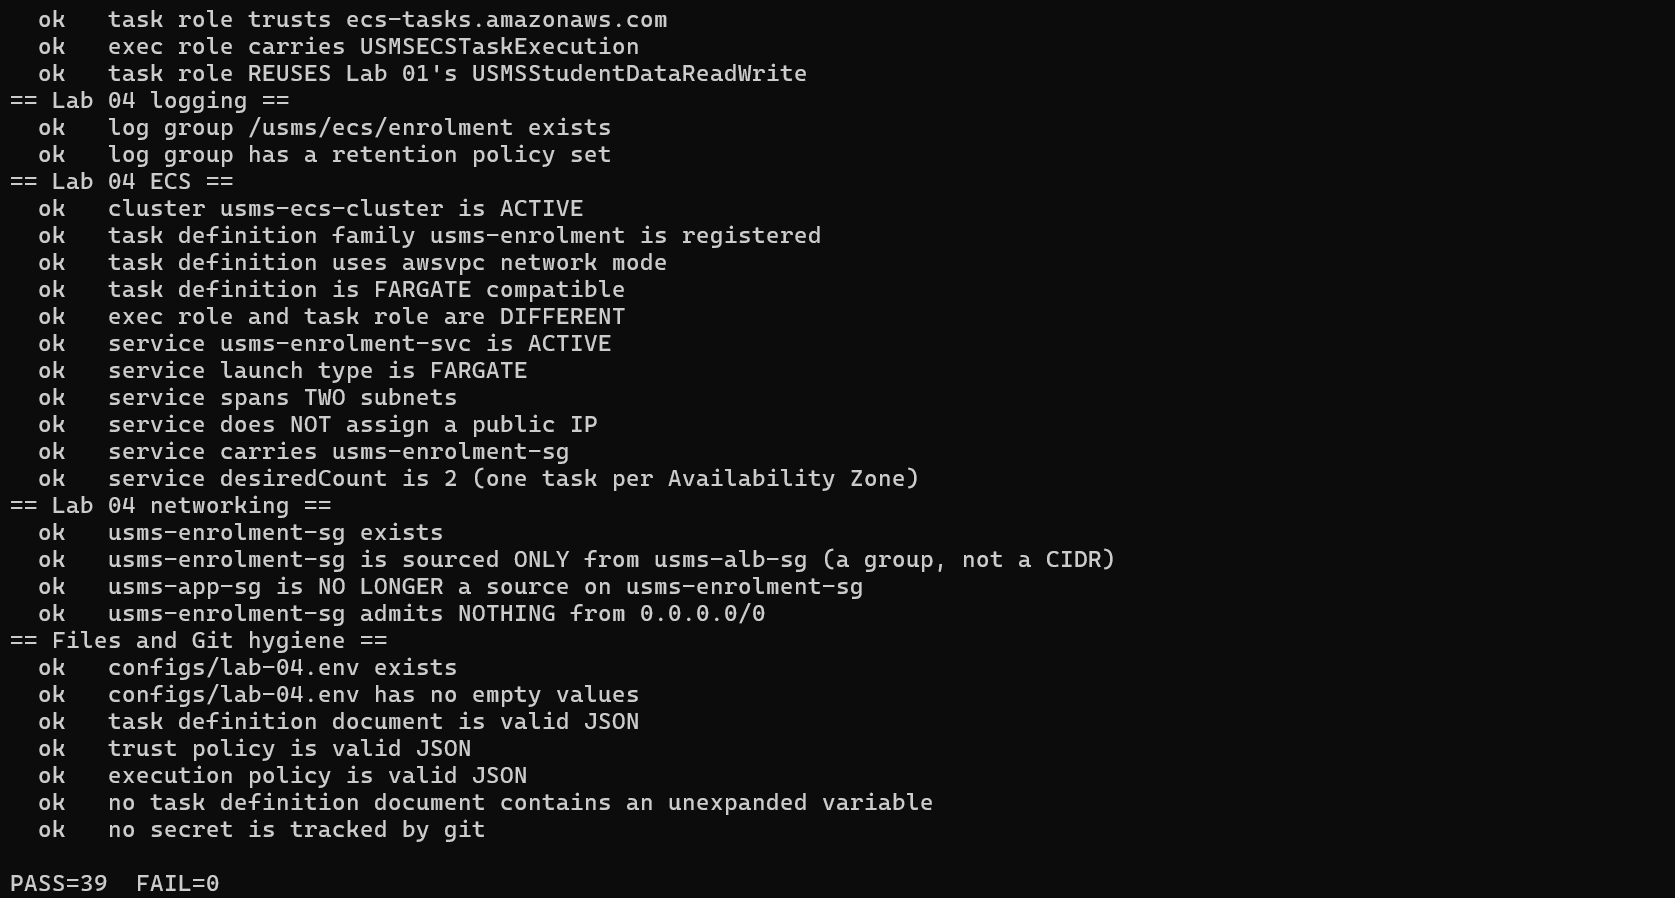 ok   task role trusts ecs-tasks.amazonaws.com
ok   exec role carries USMSECSTaskExecution
ok   task role REUSES Lab 01's USMSStudentDataReadWrite
== Lab 04 logging ==
ok   log group /usms/ecs/enrolment exists
ok   log group has a retention policy set
== Lab 04 ECS ==
ok   cluster usms-ecs-cluster is ACTIVE
ok   task definition family usms-enrolment is registered
ok   task definition uses awsvpc network mode
ok   task definition is FARGATE compatible
ok   exec role and task role are DIFFERENT
ok   service usms-enrolment-svc is ACTIVE
ok   service launch type is FARGATE
ok   service spans TWO subnets
ok   service does NOT assign a public IP
ok   service carries usms-enrolment-sg
ok   service desiredCount is 2 (one task per Availability Zone)
== Lab 04 networking ==
ok   usms-enrolment-sg exists
ok   usms-enrolment-sg is sourced ONLY from usms-alb-sg (a group, not a CIDR)
ok   usms-app-sg is NO LONGER a source on usms-enrolment-sg
ok   usms-enrolment-sg admits NOTHING from 0.0.0.0/0
== Files and Git hygiene ==
ok   configs/lab-04.env exists
ok   configs/lab-04.env has no empty values
ok   task definition document is valid JSON
ok   trust policy is valid JSON
ok   execution policy is valid JSON
ok   no task definition document contains an unexpanded variable
ok   no secret is tracked by git
PASS=39  FAIL=0